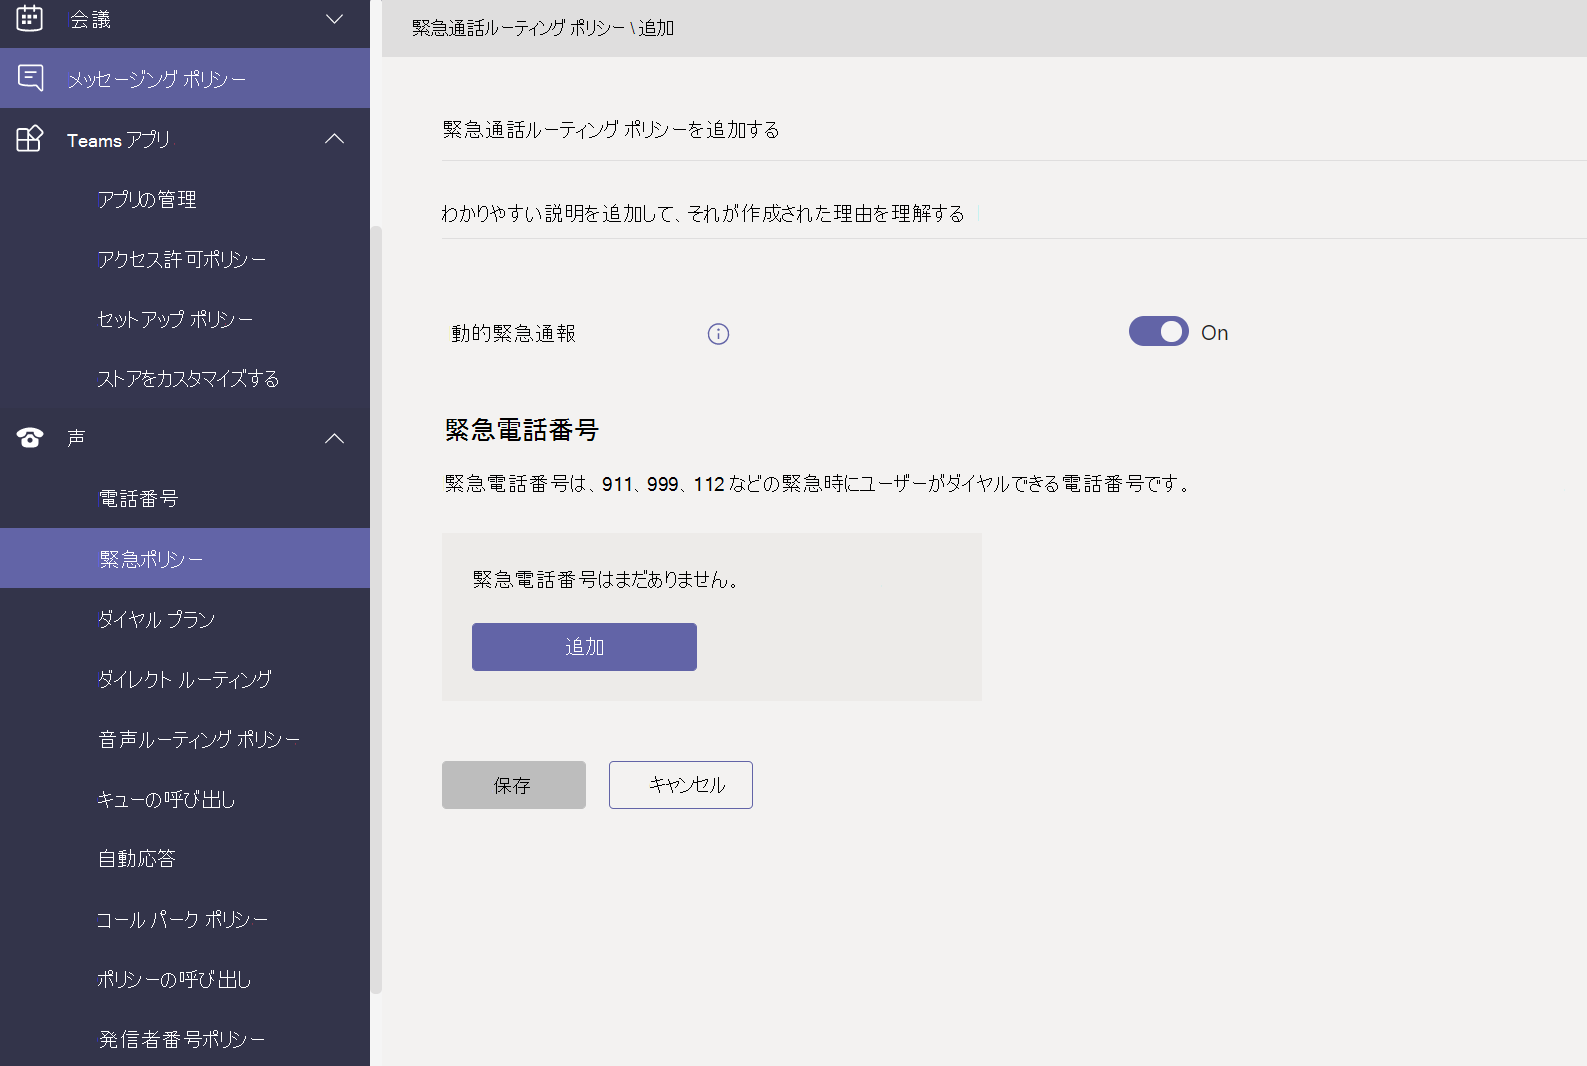 会議
メッセージング ポリシー
Teams アプリ
アプリの管理
アクセス許可ポリシー
セットアップ ポリシー
ストアをカスタマイズする
声
電話番号
緊急ポリシー
ダイヤル プラン
ダイレクト ルーティング
音声ルーティング ポリシー
キューの呼び出し
自動応答
コール パーク ポリシー
ポリシーの呼び出し
発信者番号ポリシー
緊急通話ルーティング ポリシー \ 追加
緊急通話ルーティング ポリシーを追加する
わかりやすい説明を追加して、それが作成された理由を理解する
動的緊急通報
On
緊急電話番号
緊急電話番号は、911、999、112 などの緊急時にユーザーがダイヤルできる電話番号です。
緊急電話番号はまだありません。
追加
保存
キャンセル